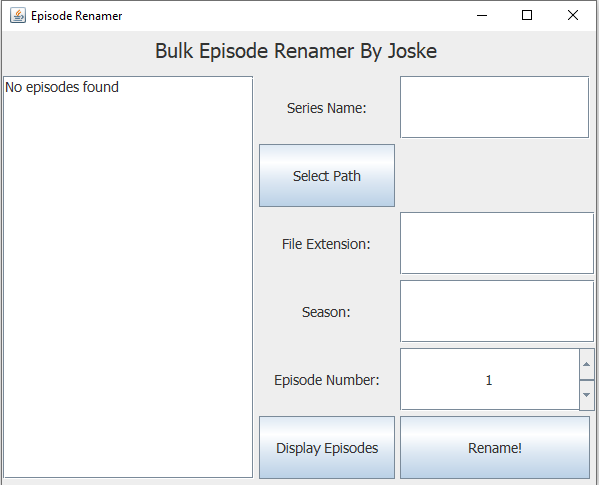 Episode Renamer
Bulk Episode Renamer By Joske
No episodes found
Series Name:
Select Path
File Extension:
Season:
Episode Number:
1
Display Episodes
Rename!